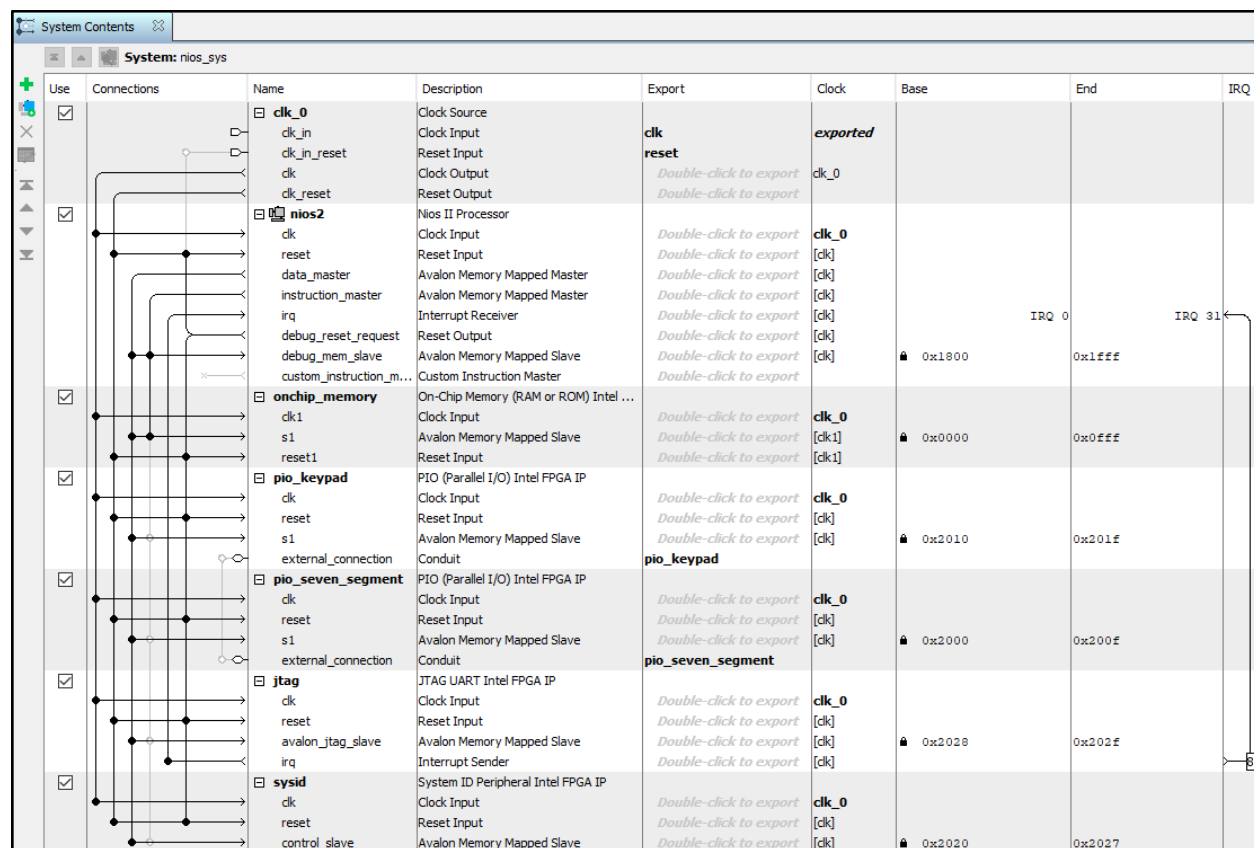 System Contents
System: nios_sys
Use Connections Name Description Export Clock Base End IRQ
clk_0 Clock Source
clk_in Clock Input clk exported
clk_in_reset Reset Input reset
clk Clock Output Double-click to export clk_0
clk_reset Reset Output Double-click to export
nios2 Nios II Processor
clk Clock Input Double-click to export clk_0
reset Reset Input Double-click to export [clk]
data_master Avalon Memory Mapped Master Double-click to export [clk]
instruction_master Avalon Memory Mapped Master Double-click to export [clk]
irq Interrupt Receiver Double-click to export [clk] IRQ 0 IRQ 31
debug_reset_request Reset Output Double-click to export [clk]
debug_mem_slave Avalon Memory Mapped Slave Double-click to export [clk] 0x1800 0x1fff
custom_instruction_m... Custom Instruction Master Double-click to export
onchip_memory On-Chip Memory (RAM or ROM) Intel ...
clk1 Clock Input Double-click to export clk_0
s1 Avalon Memory Mapped Slave Double-click to export [clk1] 0x0000 0x0fff
reset1 Reset Input Double-click to export [clk1]
pio_keypad PIO (Parallel I/O) Intel FPGA IP
clk Clock Input Double-click to export clk_0
reset Reset Input Double-click to export [clk]
s1 Avalon Memory Mapped Slave Double-click to export [clk] 0x2010 0x201f
external_connection Conduit pio_keypad
pio_seven_segment PIO (Parallel I/O) Intel FPGA IP
clk Clock Input Double-click to export clk_0
reset Reset Input Double-click to export [clk]
s1 Avalon Memory Mapped Slave Double-click to export [clk] 0x2000 0x200f
external_connection Conduit pio_seven_segment
jtag JTAG UART Intel FPGA IP
clk Clock Input Double-click to export clk_0
reset Reset Input Double-click to export [clk]
avalon_jtag_slave Avalon Memory Mapped Slave Double-click to export [clk] 0x2028 0x202f
irq Interrupt Sender Double-click to export [clk] 8
sysid System ID Peripheral Intel FPGA IP
clk Clock Input Double-click to export clk_0
reset Reset Input Double-click to export [clk]
control_slave Avalon Memory Mapped Slave Double-click to export [clk] 0x2020 0x2027